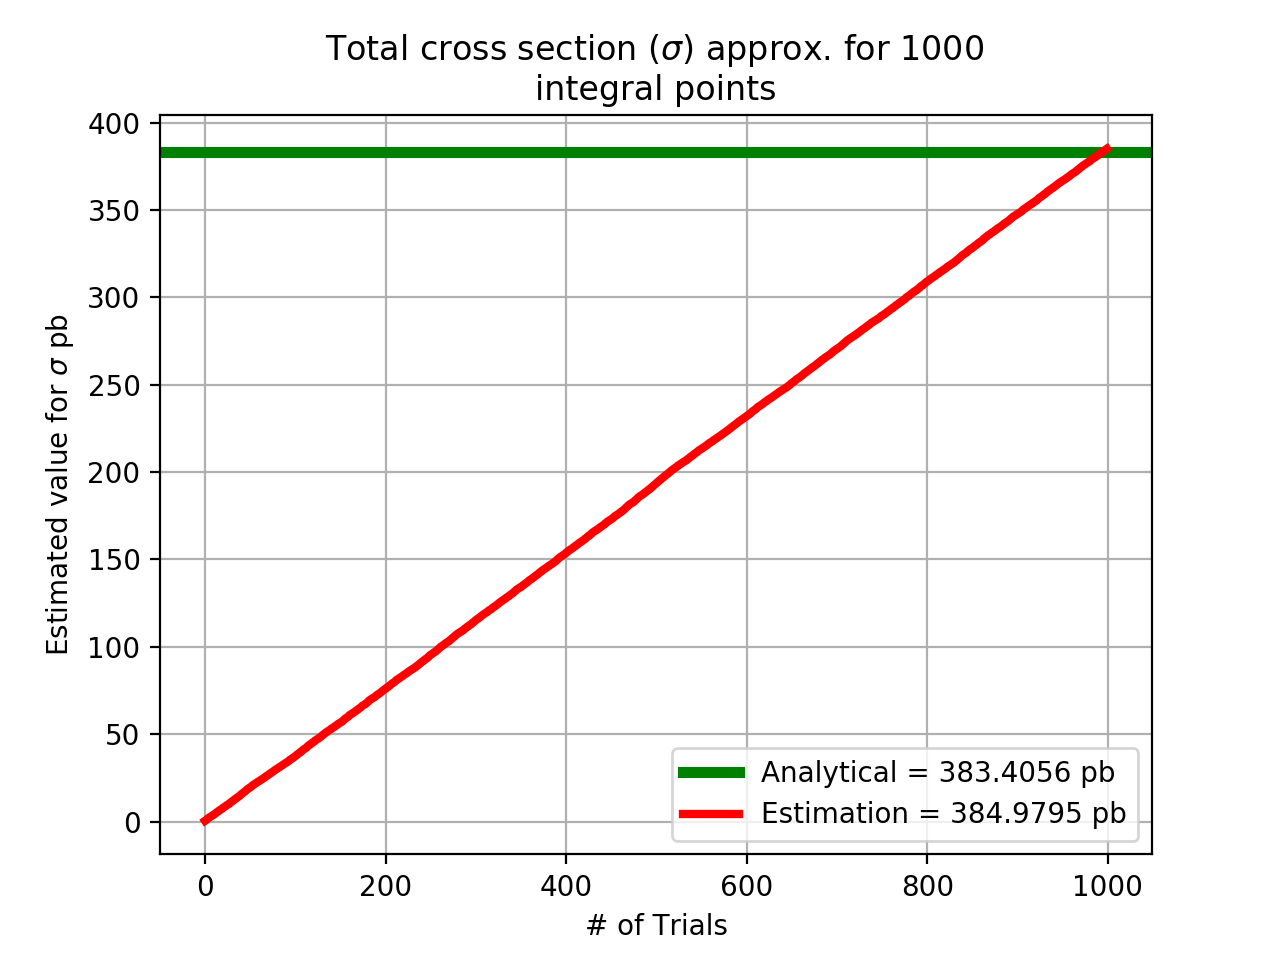 Total cross section (σ) approx. for 1000
integral points
400
350
300
250
200
150
100
50
0
Estimated value for σ pb
Analytical = 383.4056 pb
Estimation = 384.9795 pb
0 200 400 600 800 1000
# of Trials